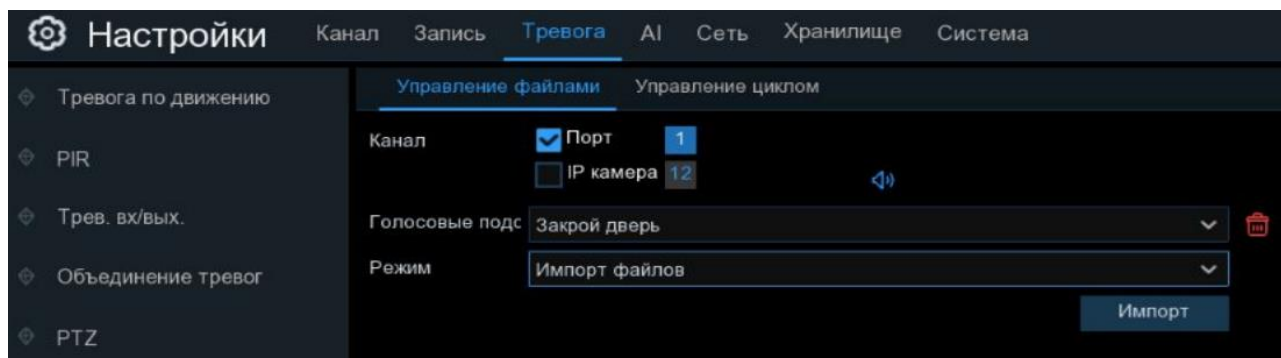 Настройки Канал Запись Тревога AI Сеть Хранилище Система
Тревога по движению
PIR
Трев. вх/вых.
Объединение тревог
PTZ
Управление файлами Управление циклом
Канал Порт 1
IP камера 12
Голосовые подс Закрой дверь
Режим Импорт файлов
Импорт